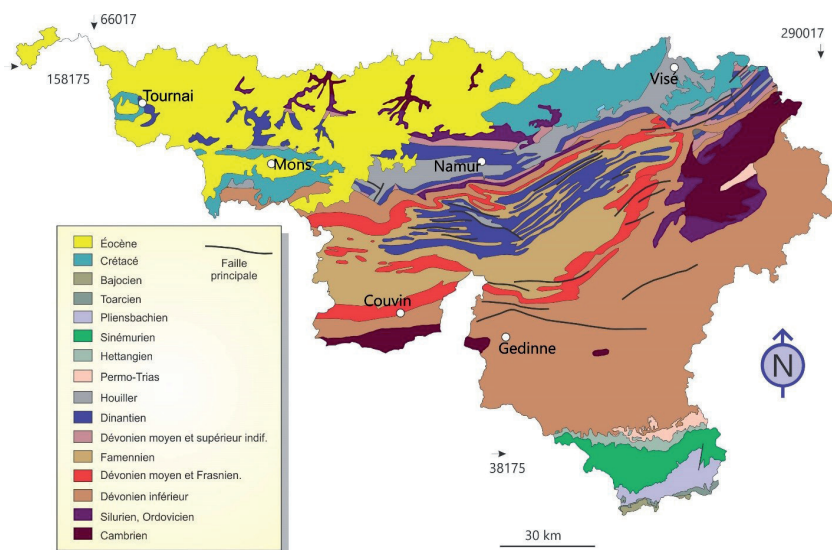 66017
290017
158175
Visé
Tournai
Mons
Namur
Éocène
Crétacé
Faille
principale
Bajocien
Toarcien
Pliensbachien
Sinémurien
Hettangien
Permo-Trias
Houiller
Dinantien
Dévonien moyen et supérieur indif.
Famennien
Dévonien moyen et Frasnien.
Dévonien inférieur
Silurien, Ordovicien
Cambrien
Couvin
Gedinne
N
38175
30 km